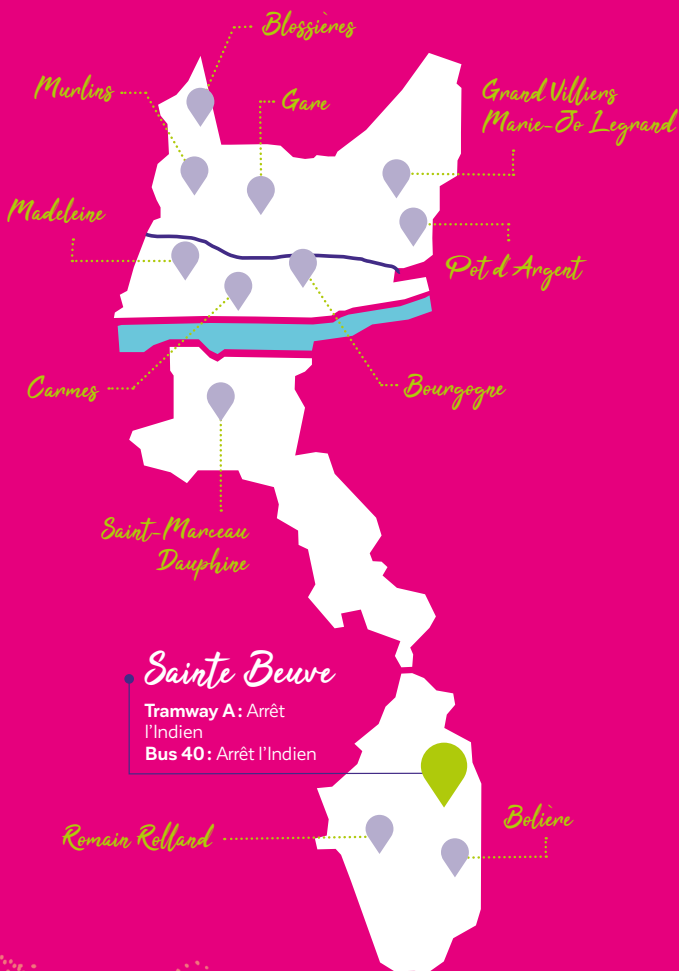 Blossières
Murlins
Gare
Grand Villiers
Marie-Jo Legrand
Madeleine
Pot d'Argent
Carmes
Bourgogne
Saint-Marceau
Dauphine
Sainte Beuve
Tramway A : Arrêt
l'Indien
Bus 40 : Arrêt l'Indien
Bolière
Romain Rolland